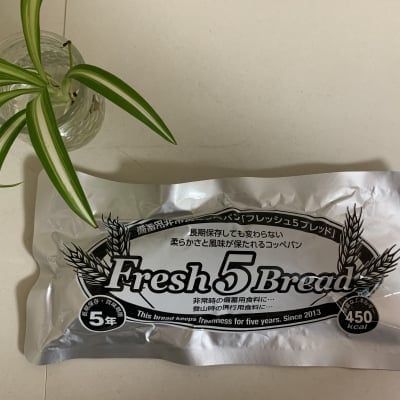 備蓄用非常食コッペパン[フレッシュ5ブレッド]
長期保存しても変わらない
柔らかさと風味が保たれるコッペパン
Fresh 5 Bread
非常時の備蓄用食料に…
登山時の携行用食料に…
5年
450
kcal
This bread keeps freshness for five years. Since 2013